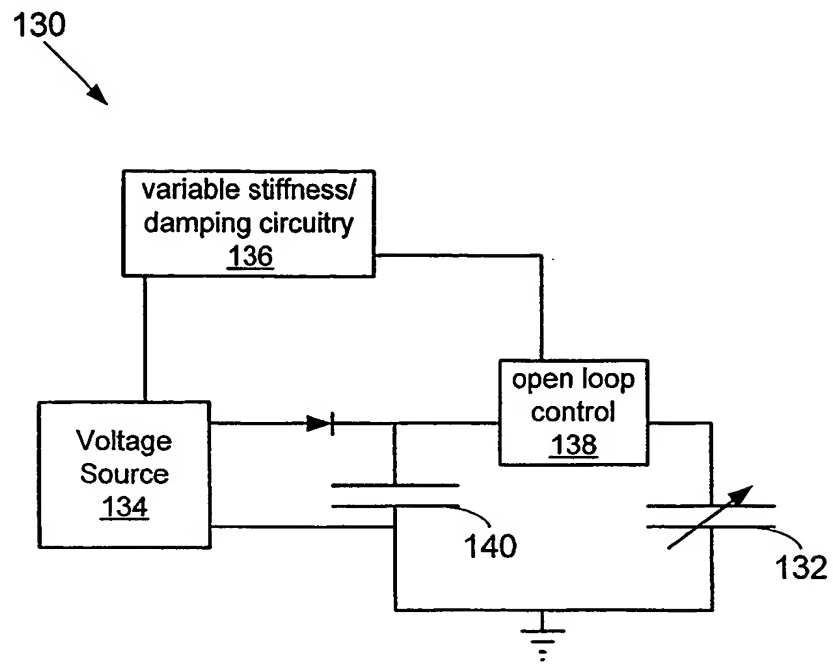 130
variable stiffness/
damping circuitry
136
open loop
control
138
Voltage
Source
134
140
132